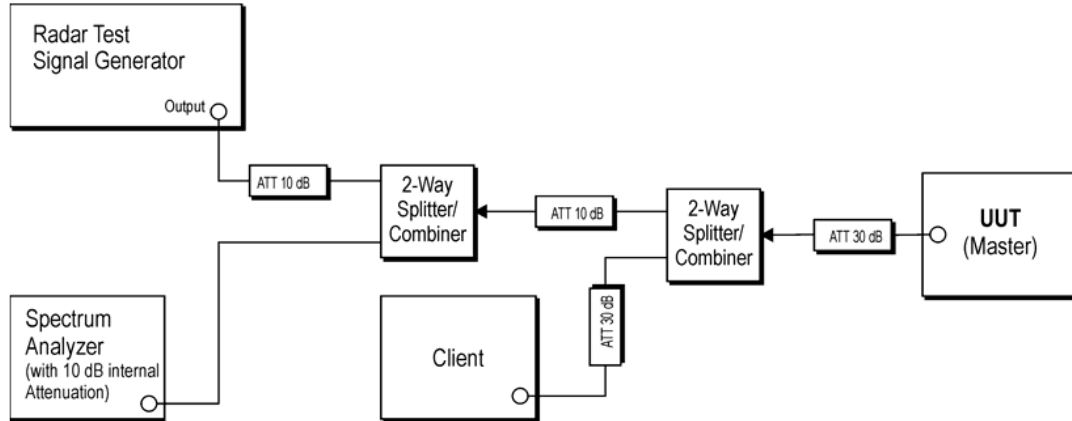 Radar Test
Signal Generator
Output
ATT 10 dB
2-Way
Splitter/
Combiner
ATT 10 dB
2-Way
Splitter/
Combiner
ATT 30 dB
UUT
(Master)
Spectrum
Analyzer
(with 10 dB internal
Attenuation)
Client
ATT 30 dB